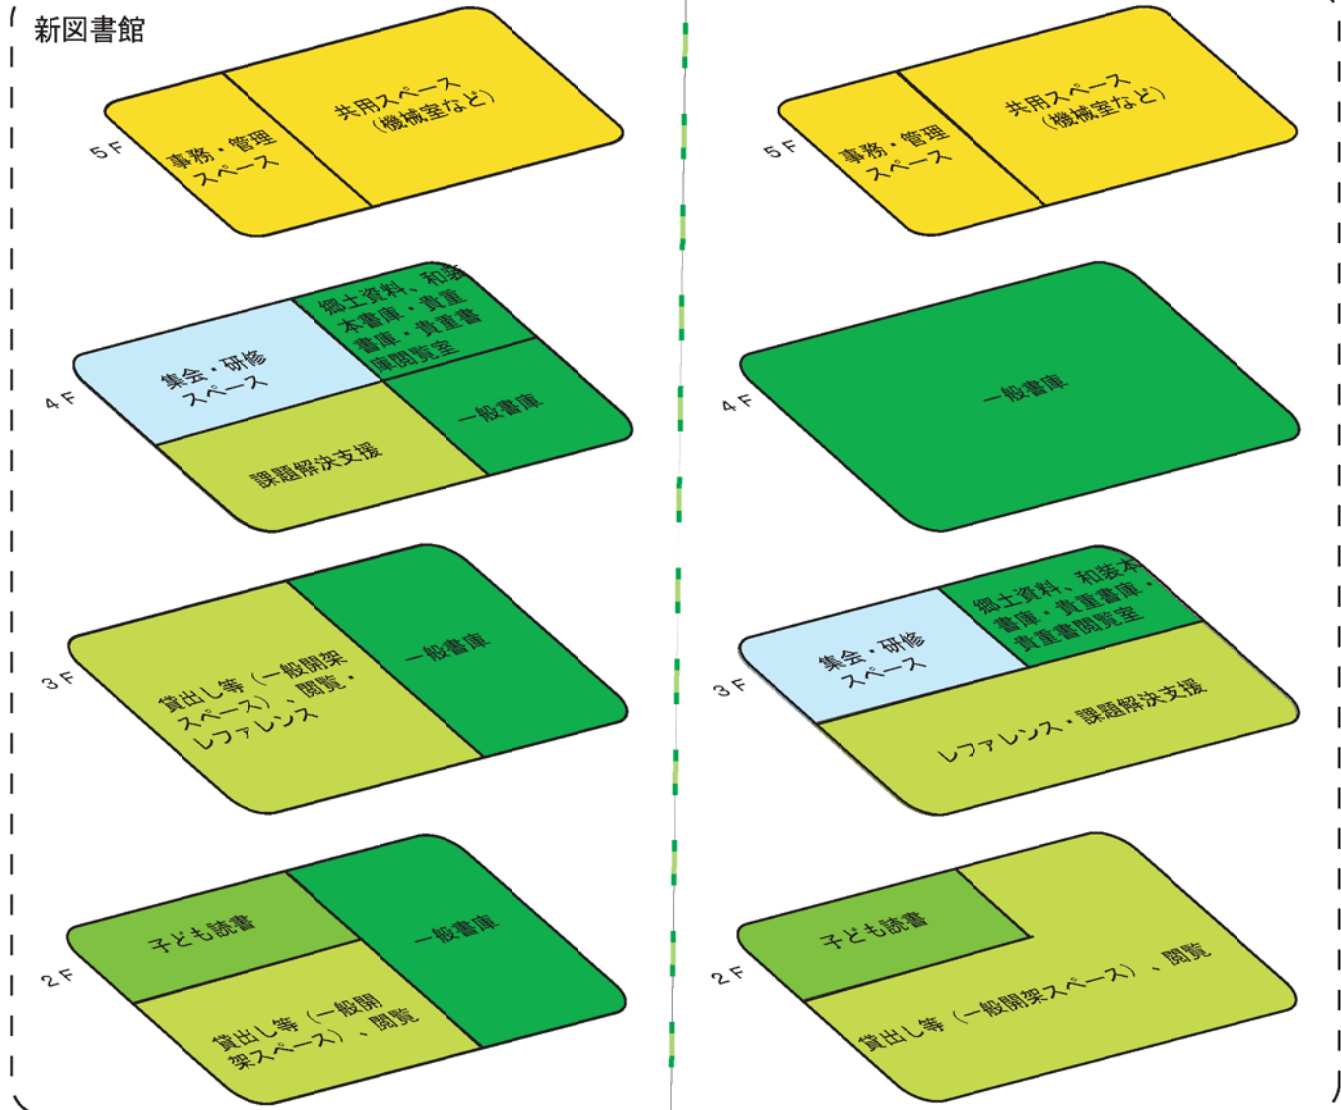 新図書館
共用スペース
(機械室など)
事務・管理
スペース
5F
郷土資料、和装
本書庫・貴重
書庫・貴重書
庫閲覧室
集会・研修
スペース
一般書庫
課題解決支援
4F
一般書庫
貸出し等(一般開架
スペース)、閲覧・
レファレンス
3F
子ども読書
一般書庫
貸出し等(一般開
架スペース)、閲覧
2F
共用スペース
(機械室など)
事務・管理
スペース
5F
一般書庫
4F
郷土資料、和装本
書庫・貴重書庫・
貴重書閲覧室
集会・研修
スペース
レファレンス・課題解決支援
3F
子ども読書
貸出し等(一般開架スペース)、閲覧
2F